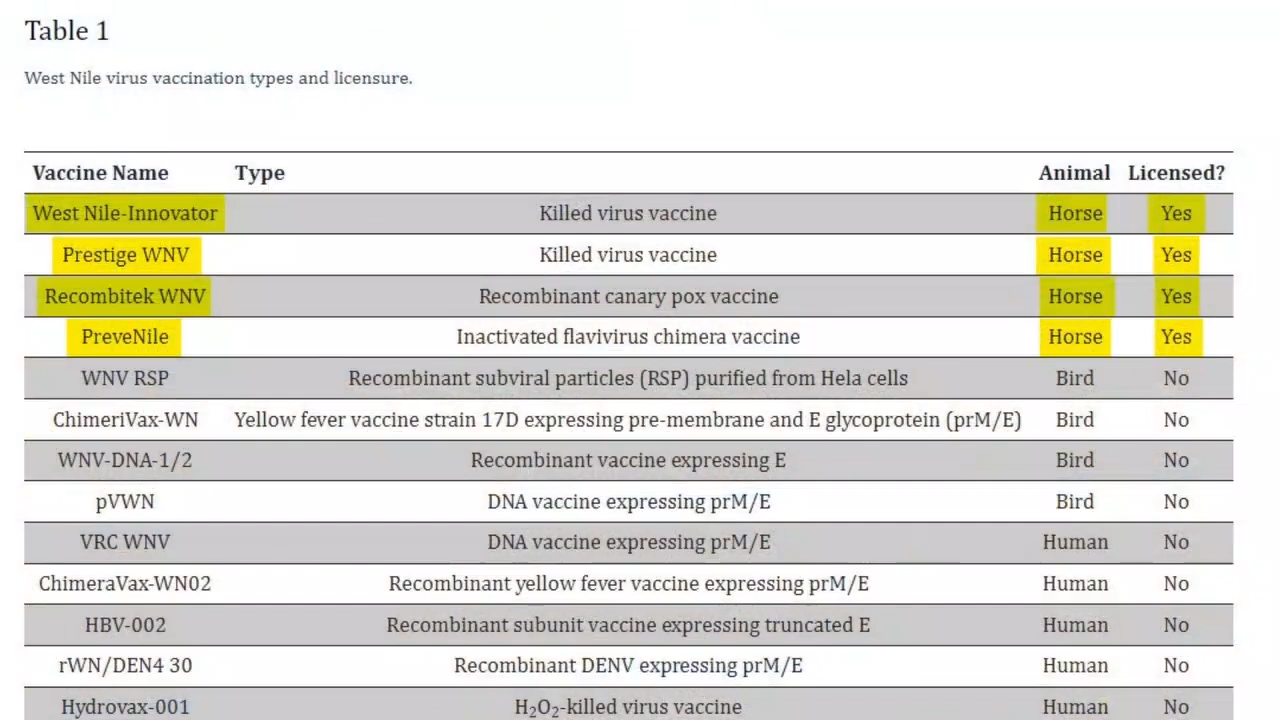 Table 1
West Nile virus vaccination types and licensure.
Vaccine Name Type Animal Licensed?
West Nile-Innovator Killed virus vaccine Horse Yes
Prestige WNV Killed virus vaccine Horse Yes
Recombitek WNV Recombinant canary pox vaccine Horse Yes
PreveNile Inactivated flavivirus chimera vaccine Horse Yes
WNV RSP Recombinant subviral particles (RSP) purified from Hela cells Bird No
ChimeriVax-WN Yellow fever vaccine strain 17D expressing pre-membrane and E glycoprotein (prM/E) Bird No
WNV-DNA-1/2 Recombinant vaccine expressing E Bird No
pVWN DNA vaccine expressing prM/E Bird No
VRC WNV DNA vaccine expressing prM/E Human No
ChimeraVax-WN02 Recombinant yellow fever vaccine expressing prM/E Human No
HBV-002 Recombinant subunit vaccine expressing truncated E Human No
rWN/DEN4 30 Recombinant DENV expressing prM/E Human No
Hydrovax-001 H₂O₂-killed virus vaccine Human No